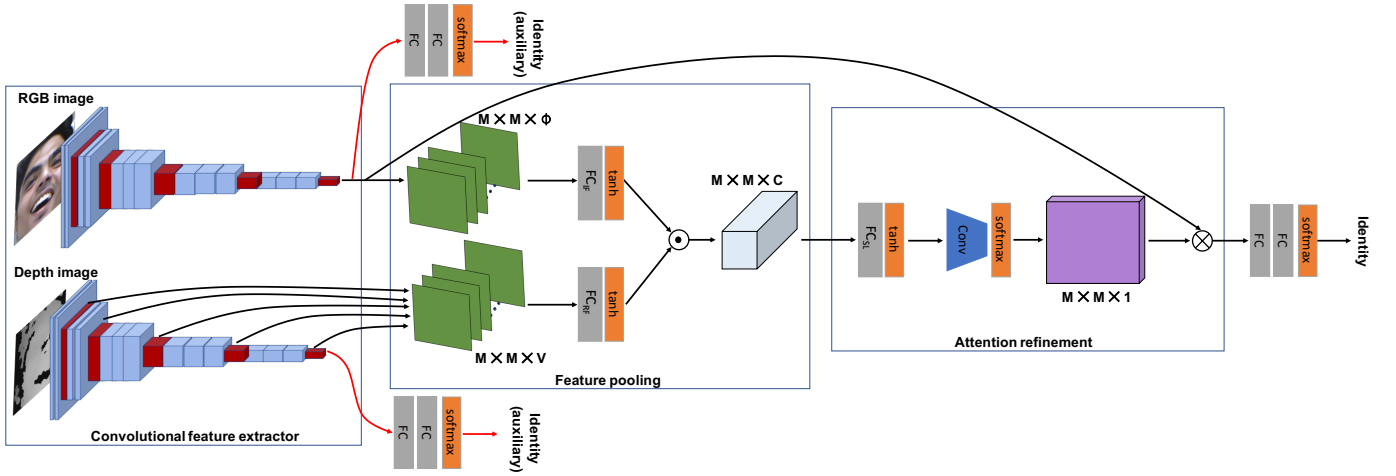 FC
FC
softmax
Identity
(auxiliary)
RGB image
M × M × Φ
FC_IF
tanh
M × M × C
FC_SL
tanh
Conv
softmax
M × M × 1
FC
FC
softmax
Identity
Depth image
FC_RF
tanh
M × M × V
Attention refinement
Feature pooling
Convolutional feature extractor
FC
FC
softmax
Identity
(auxiliary)